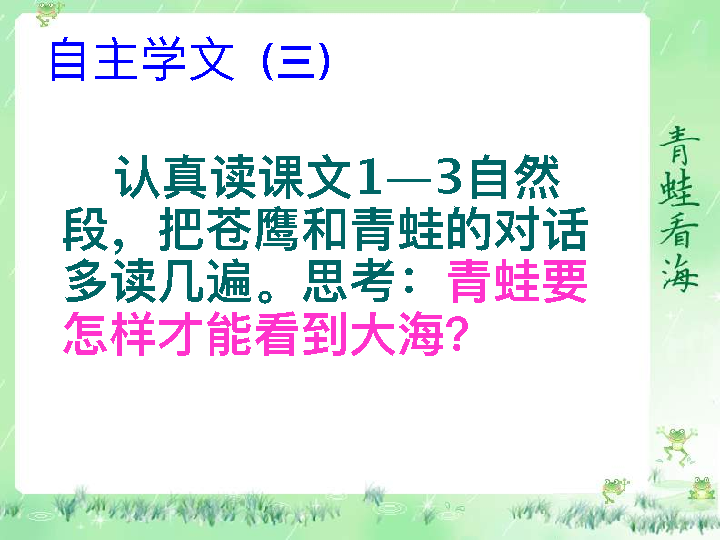 自主学文（三）
认真读课文1—3自然
段，把苍鹰和青蛙的对话
多读几遍。思考：青蛙要
怎样才能看到大海？
青蛙看海